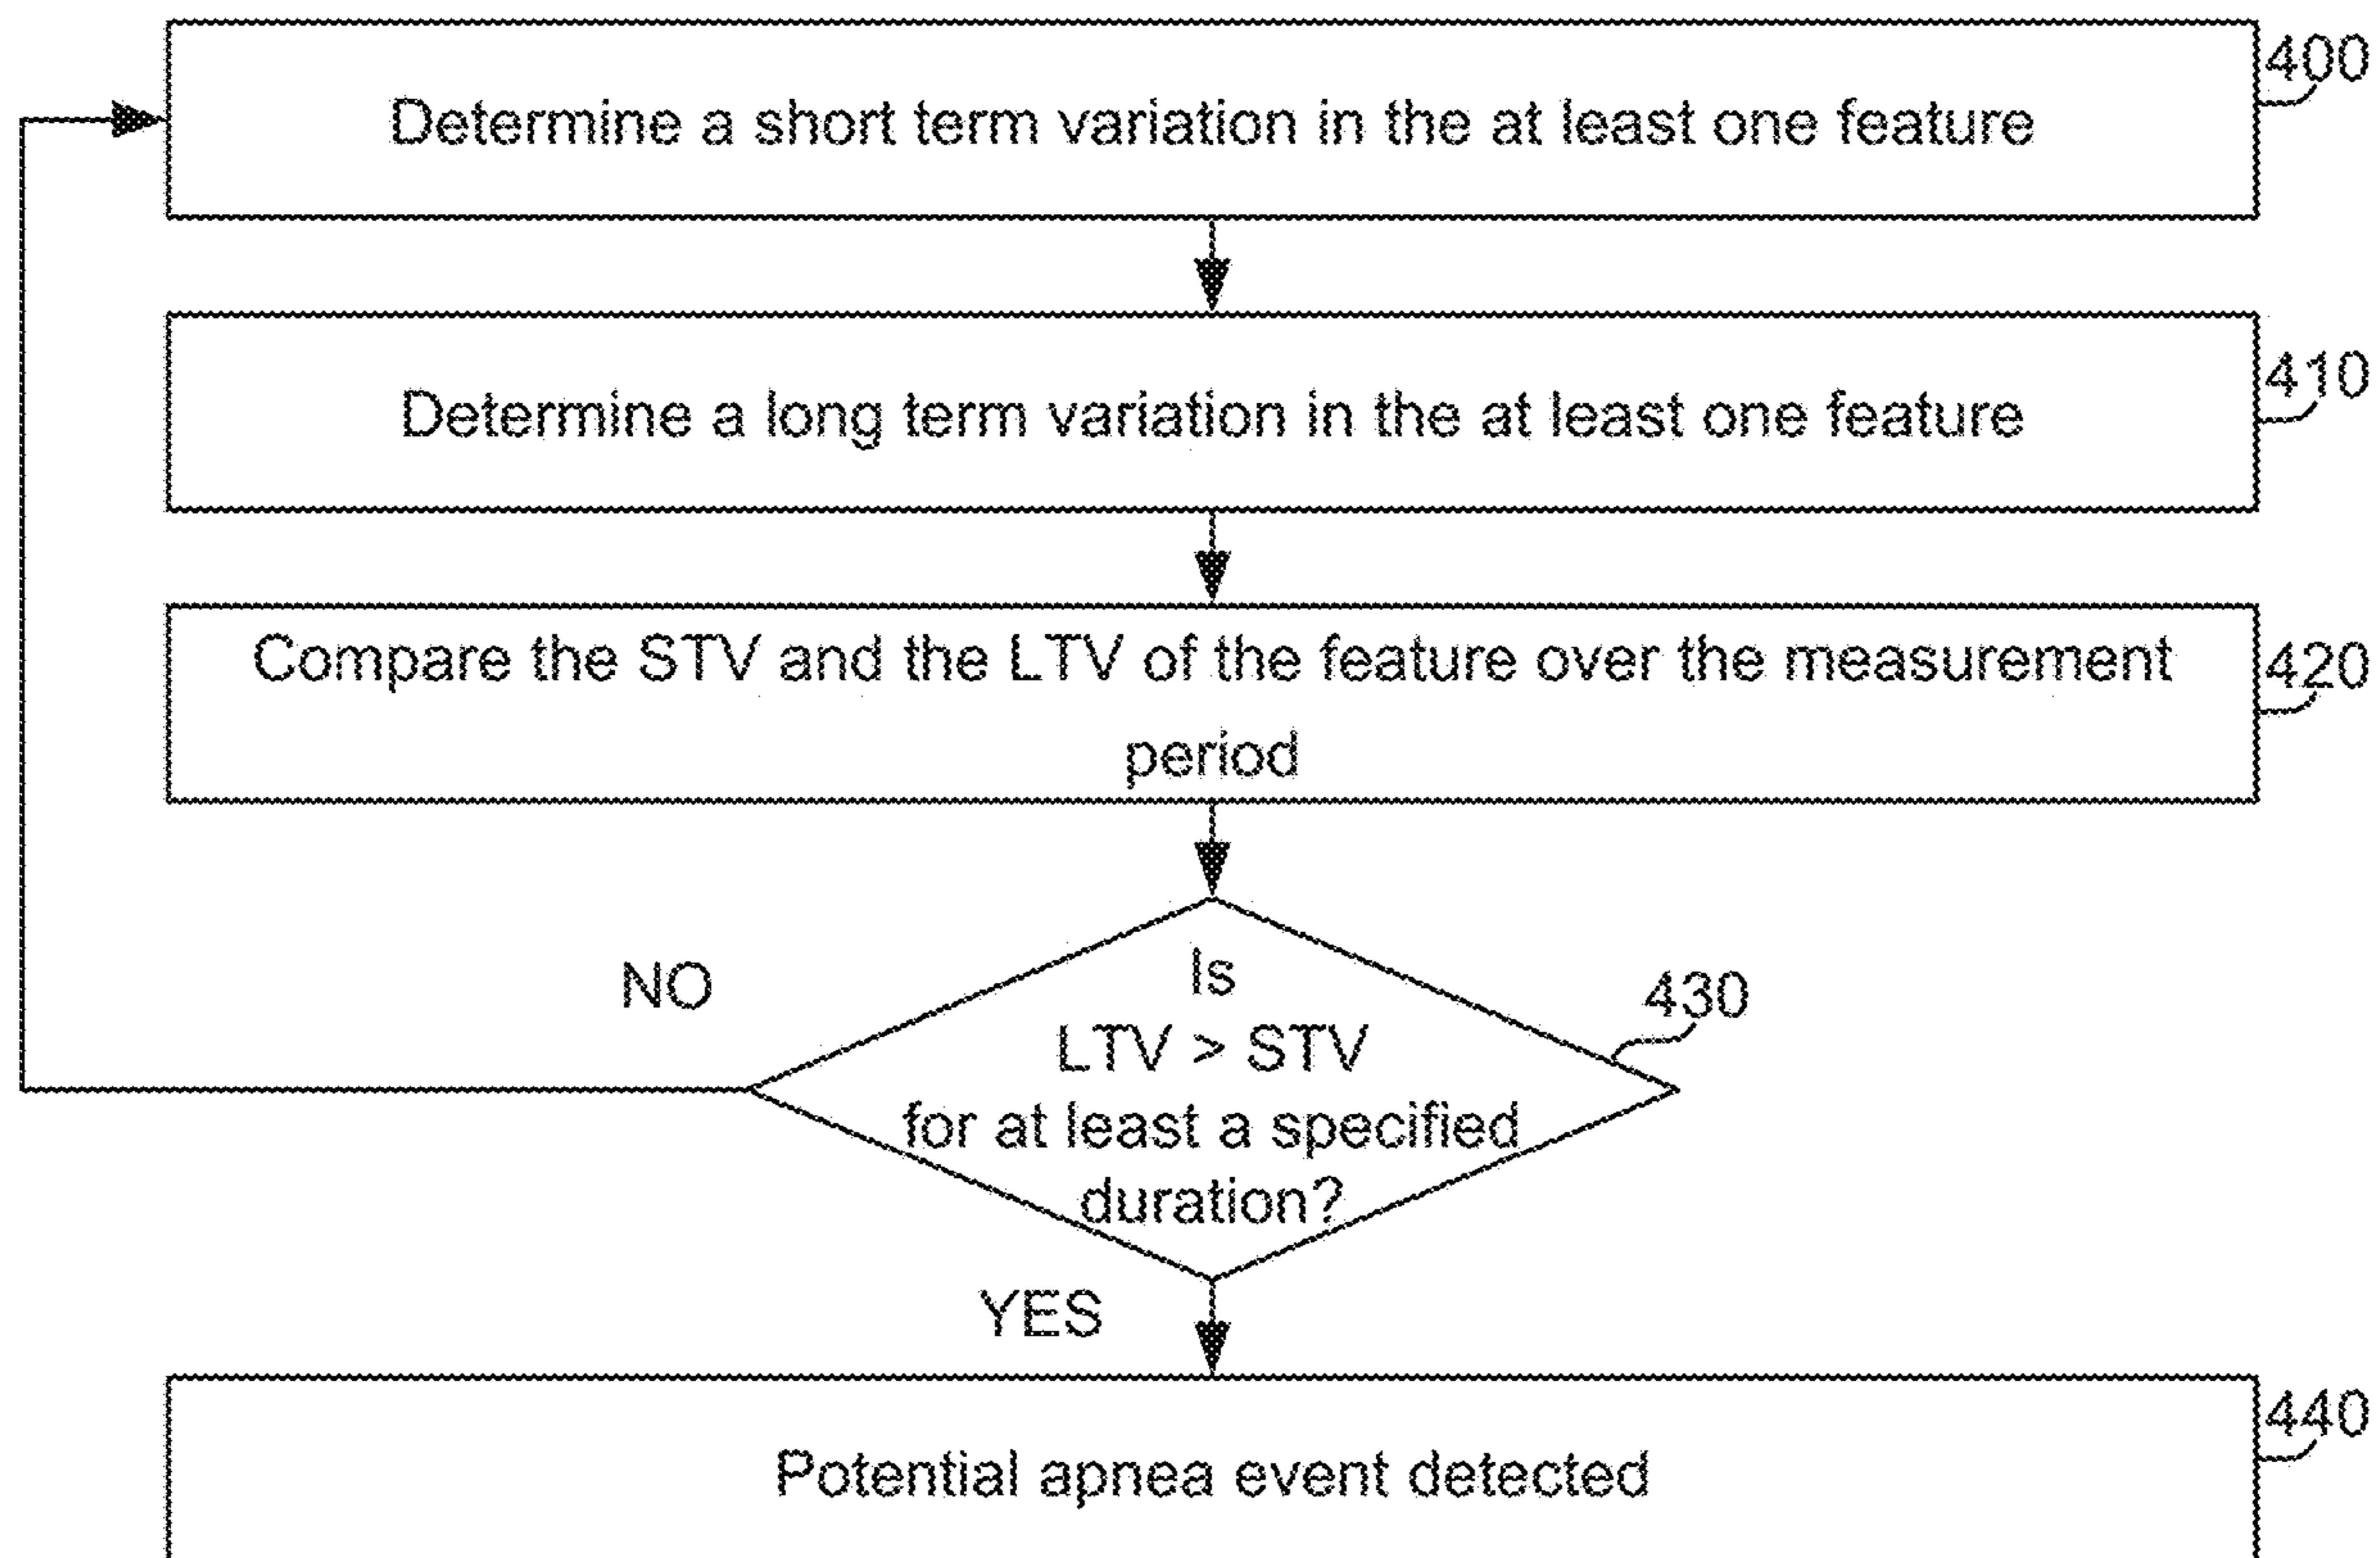 400
Determine a short term variation in the at least one feature
410
Determine a long term variation in the at least one feature
Compare the STV and the LTV of the feature over the measurement
420
period
NO
Is
430
LTV > STV
for at least a specified
duration?
YES
440
Potential apnea event detected